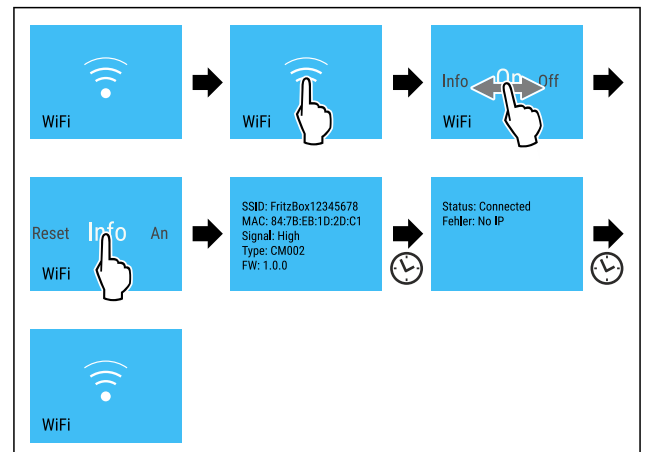 WiFi
WiFi
Info On Off
WiFi
Reset Info An
WiFi
SSID: FritzBox12345678
MAC: 84:7B:EB:1D:2D:C1
Signal: High
Type: CM002
FW: 1.0.0
Status: Connected
Fehler: No IP
WiFi